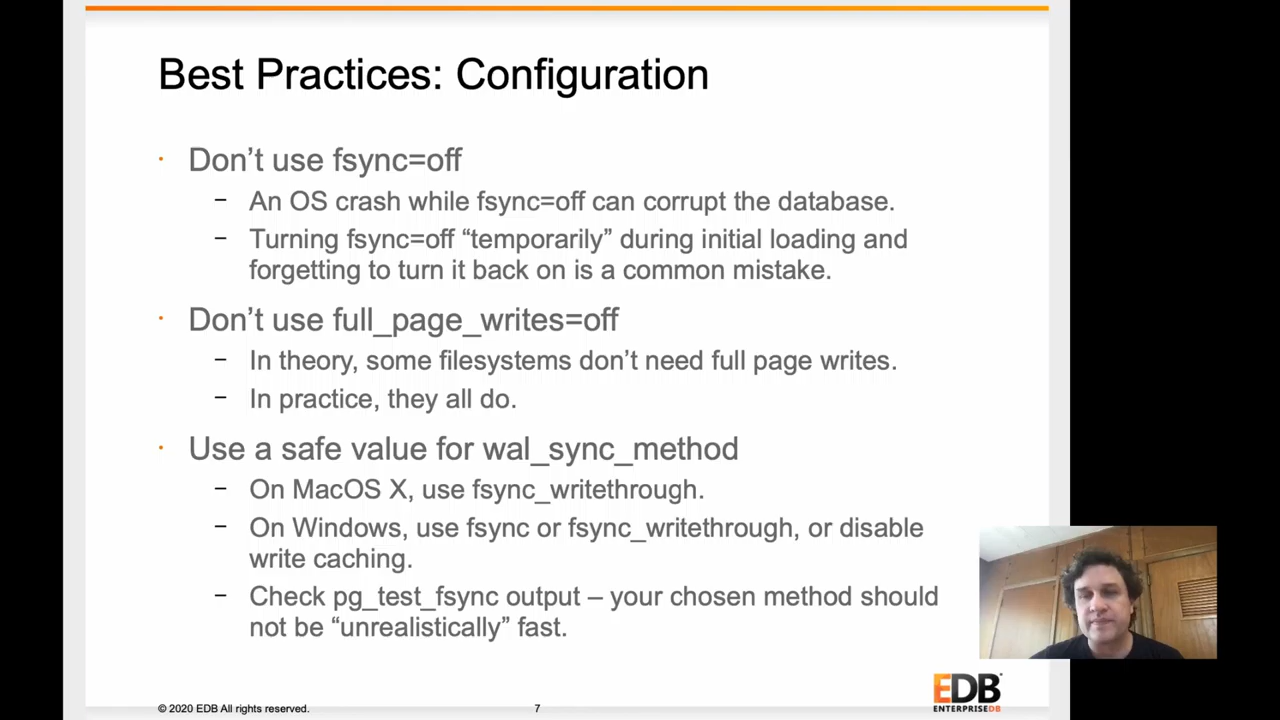 Best Practices: Configuration
· Don’t use fsync=off
– An OS crash while fsync=off can corrupt the database.
– Turning fsync=off “temporarily” during initial loading and
forgetting to turn it back on is a common mistake.
· Don’t use full_page_writes=off
– In theory, some filesystems don’t need full page writes.
– In practice, they all do.
· Use a safe value for wal_sync_method
– On MacOS X, use fsync_writethrough.
– On Windows, use fsync or fsync_writethrough, or disable
write caching.
– Check pg_test_fsync output – your chosen method should
not be “unrealistically” fast.
© 2020 EDB All rights reserved.
7
EDB
ENTERPRISEDB